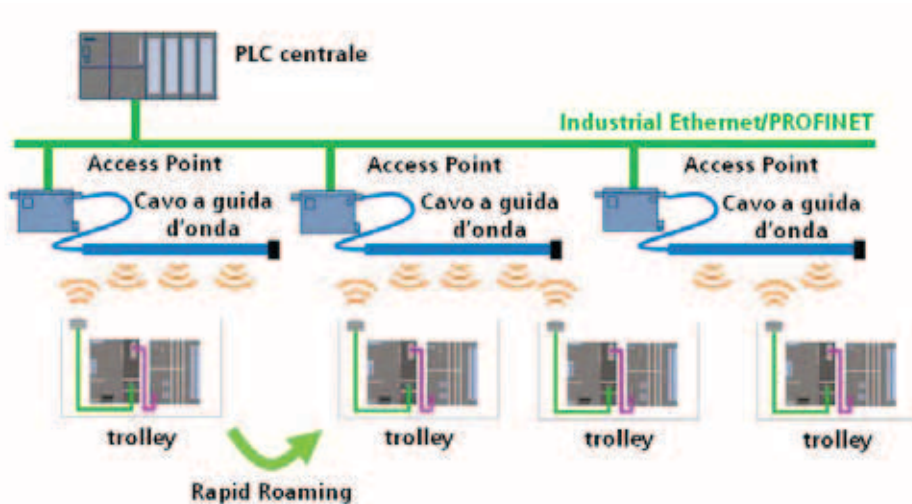 PLC centrale
Industrial Ethernet/PROFINET
Access Point
Access Point
Access Point
Cavo a guida
d'onda
Cavo a guida
d'onda
Cavo a guida
d'onda
trolley
trolley
trolley
trolley
Rapid Roaming